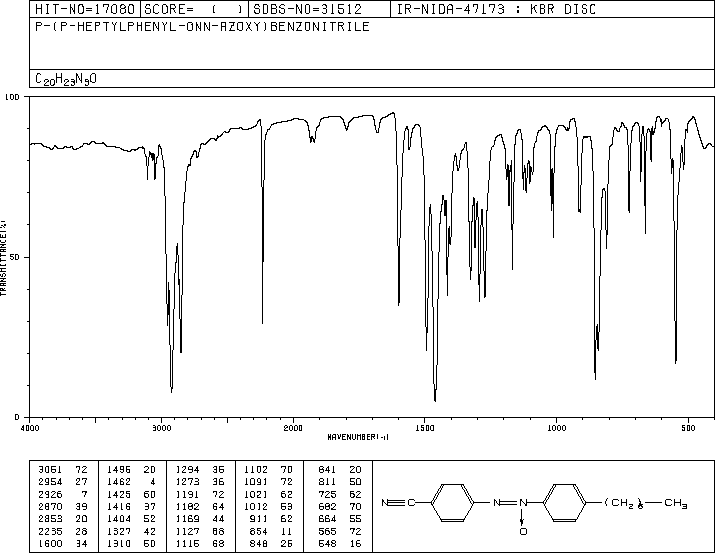 HIT-NO=17080 SCORE= ( ) SDBS-NO=31512 IR-NIDA-47173 : KBR DISC
P-(P-HEPTYLPHENYL-ONN-AZOXY)BENZONITRILE
C20H23N3O
100
50
0
TRANSMITTANCE(%)
4000 3000 2000 1500 1000 500
WAVENUMBER(-1)
3061 72 1496 20 1294 36 1102 70 841 20
2954 27 1462 4 1273 36 1091 72 811 50
2926 7 1425 60 1191 72 1021 62 725 62
2870 39 1416 37 1182 64 1012 53 682 70
2853 20 1404 52 1169 44 911 62 664 55
2235 28 1327 42 1127 68 854 11 565 72
1600 34 1310 50 1116 68 848 26 548 16
N≡C N=N (CH2)6 CH3
O